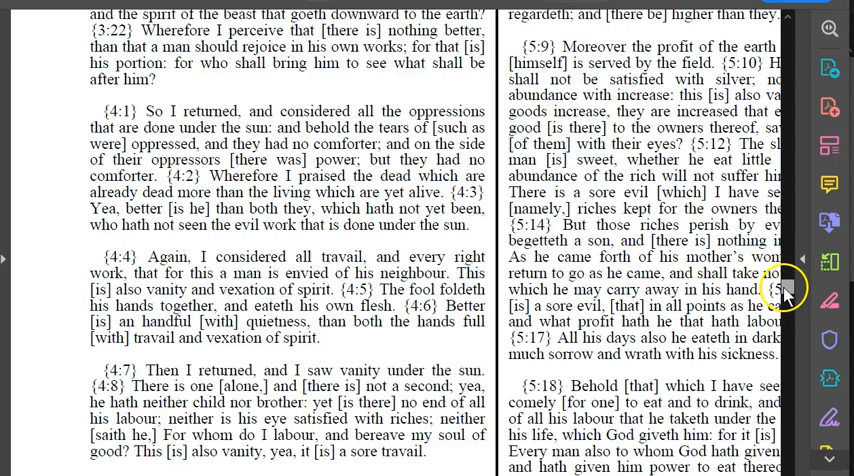 and the spirit of the beast that goeth downward to the earth?
{3:22} Wherefore I perceive that [there is] nothing better,
than that a man should rejoice in his own works; for that [is]
his portion: for who shall bring him to see what shall be
after him?
{4:1} So I returned, and considered all the oppressions
that are done under the sun: and behold the tears of [such as
were] oppressed, and they had no comforter; and on the side
of their oppressors [there was] power; but they had no
comforter. {4:2} Wherefore I praised the dead which are
already dead more than the living which are yet alive. {4:3}
Yea, better [is he] than both they, which hath not yet been,
who hath not seen the evil work that is done under the sun.
{4:4} Again, I considered all travail, and every right
work, that for this a man is envied of his neighbour. This
[is] also vanity and vexation of spirit. {4:5} The fool foldeth
his hands together, and eateth his own flesh. {4:6} Better
[is] an handful [with] quietness, than both the hands full
[with] travail and vexation of spirit.
{4:7} Then I returned, and I saw vanity under the sun.
{4:8} There is one [alone,] and [there is] not a second; yea,
he hath neither child nor brother: yet [is there] no end of all
his labour; neither is his eye satisfied with riches; neither
[saith he,] For whom do I labour, and bereave my soul of
good? This [is] also vanity, yea, it [is] a sore travail.
regardeth; and [there be] higher than they.
{5:9} Moreover the profit of the earth
[himself] is served by the field. {5:10} H
shall not be satisfied with silver; no
abundance with increase: this [is] also va
goods increase, they are increased that e
good [is there] to the owners thereof, sa
[of them] with their eyes? {5:12} The sl
man [is] sweet, whether he eat little
abundance of the rich will not suffer hi
There is a sore evil [which] I have se
[namely,] riches kept for the owners the
{5:14} But those riches perish by ev
begetteth a son, and [there is] nothing i
As he came forth of his mother's wom
return to go as he came, and shall take no
which he may carry away in his hand. {5
[is] a sore evil, [that] in all points as he ca
and what profit hath he that hath labou
{5:17} All his days also he eateth in dark
much sorrow and wrath with his sickness.
{5:18} Behold [that] which I have see
comely [for one] to eat and to drink, and
of all his labour that he taketh under the
his life, which God giveth him: for it [is]
Every man also to whom God hath given
and hath given him power to eat thereo